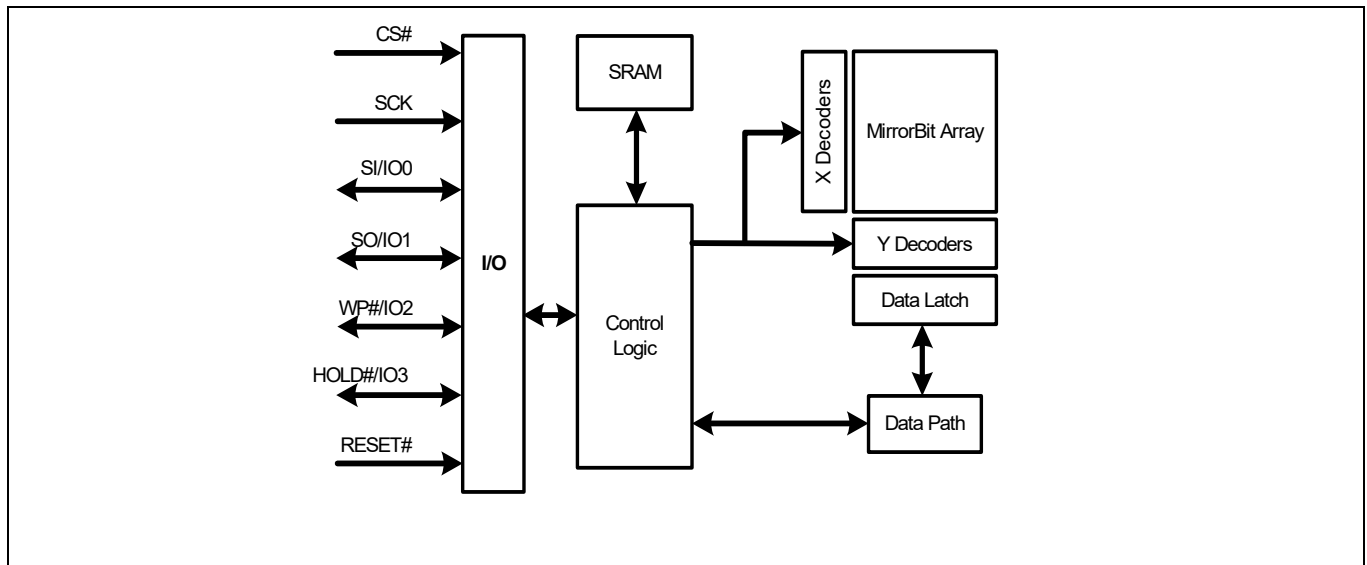 CS#
SCK
SI/IO0
SO/IO1
WP#/IO2
HOLD#/IO3
RESET#
I/O
SRAM
Control
Logic
X Decoders
MirrorBit Array
Y Decoders
Data Latch
Data Path